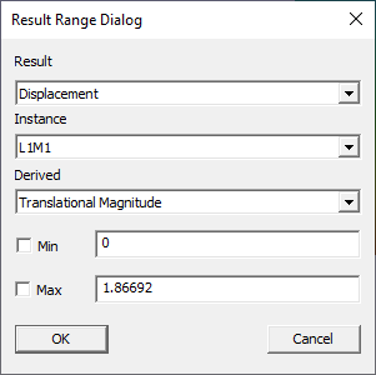 Result Range Dialog
Result
Displacement
Instance
L1M1
Derived
Translational Magnitude
Min 0
Max 1.86692
OK Cancel